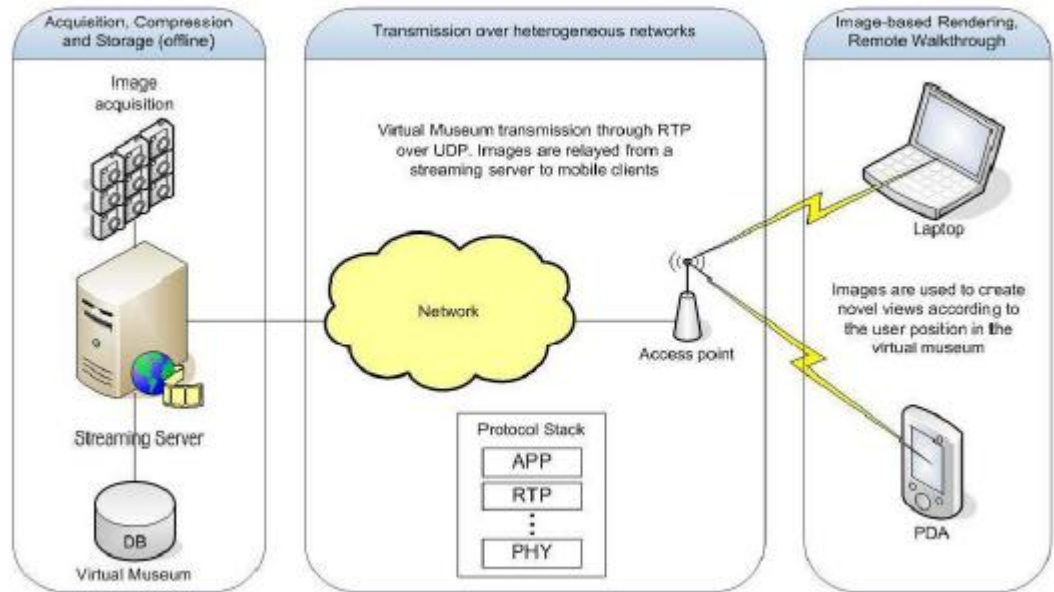 Acquisition, Compression
and Storage (offline)
Image
acquisition
Streaming Server
DB
Virtual Museum
Transmission over heterogeneous networks
Virtual Museum transmission through RTP
over UDP. Images are relayed from a
streaming server to mobile clients
Network
Access point
Protocol Stack
APP
RTP
PHY
Image-based Rendering,
Remote Walkthrough
Laptop
Images are used to create
novel views according to
the user position in the
virtual museum
PDA